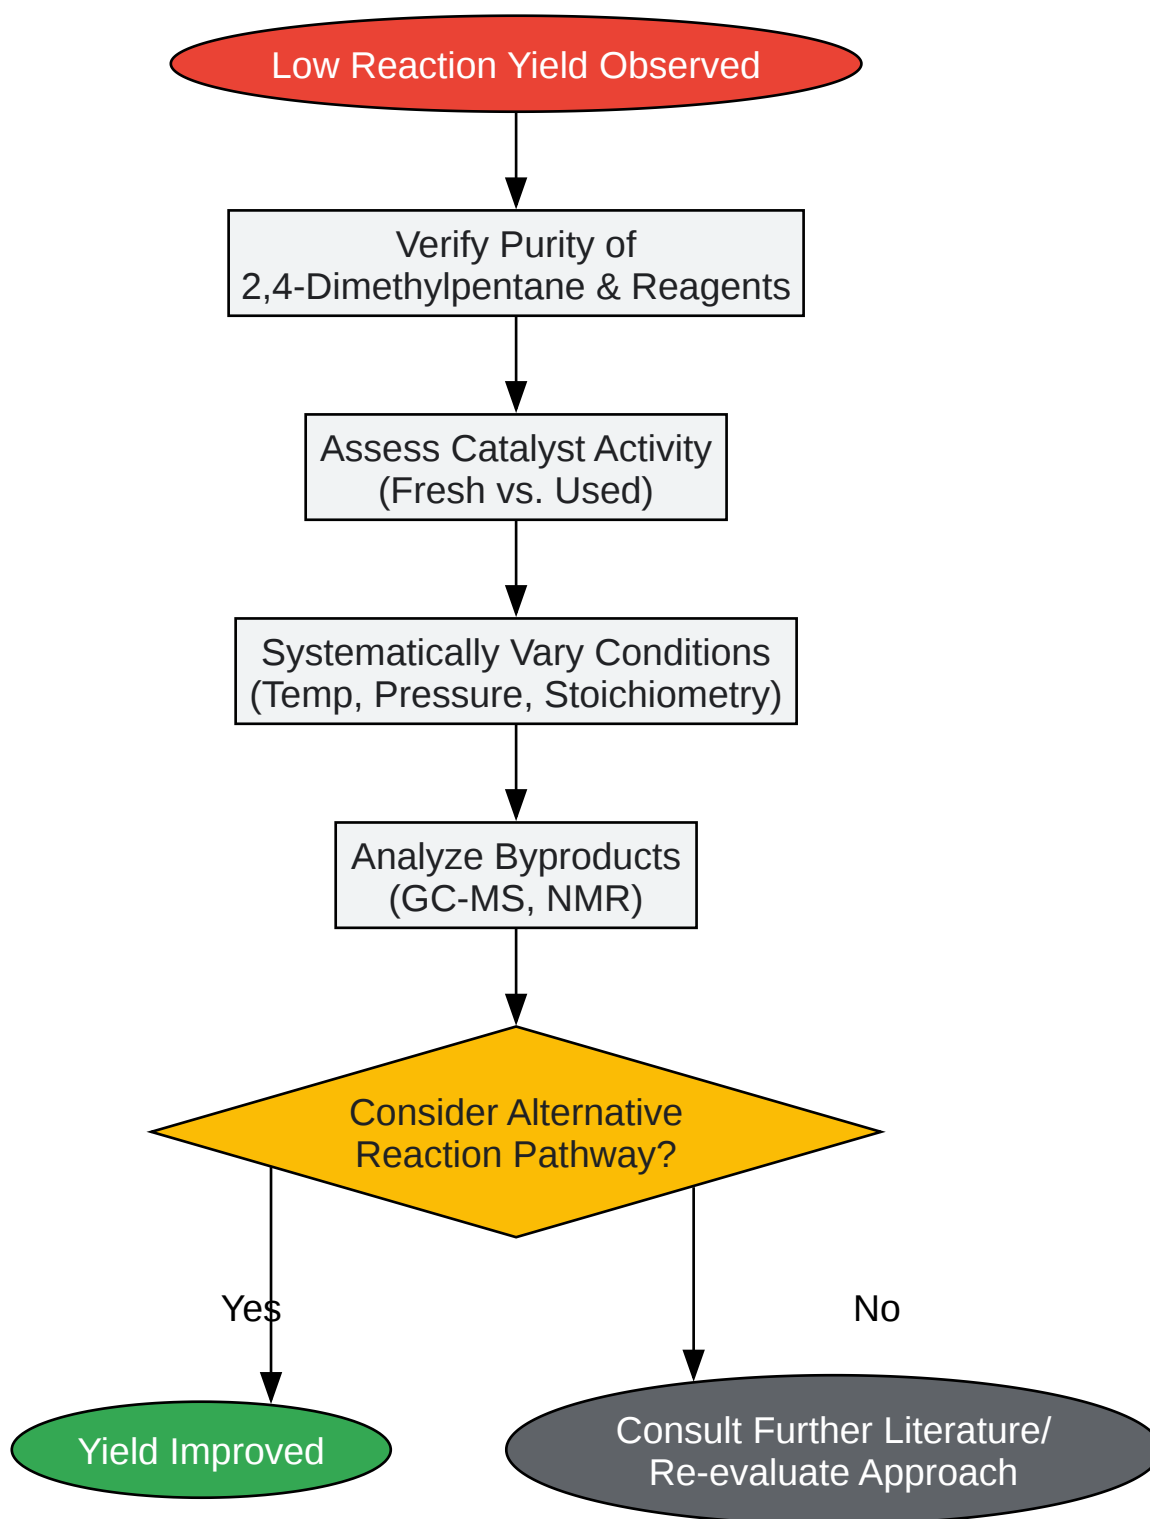 Low Reaction Yield Observed
Verify Purity of
2,4-Dimethylpentane & Reagents
Assess Catalyst Activity
(Fresh vs. Used)
Systematically Vary Conditions
(Temp, Pressure, Stoichiometry)
Analyze Byproducts
(GC-MS, NMR)
Consider Alternative
Reaction Pathway?
Yes
No
Yield Improved
Consult Further Literature/
Re-evaluate Approach